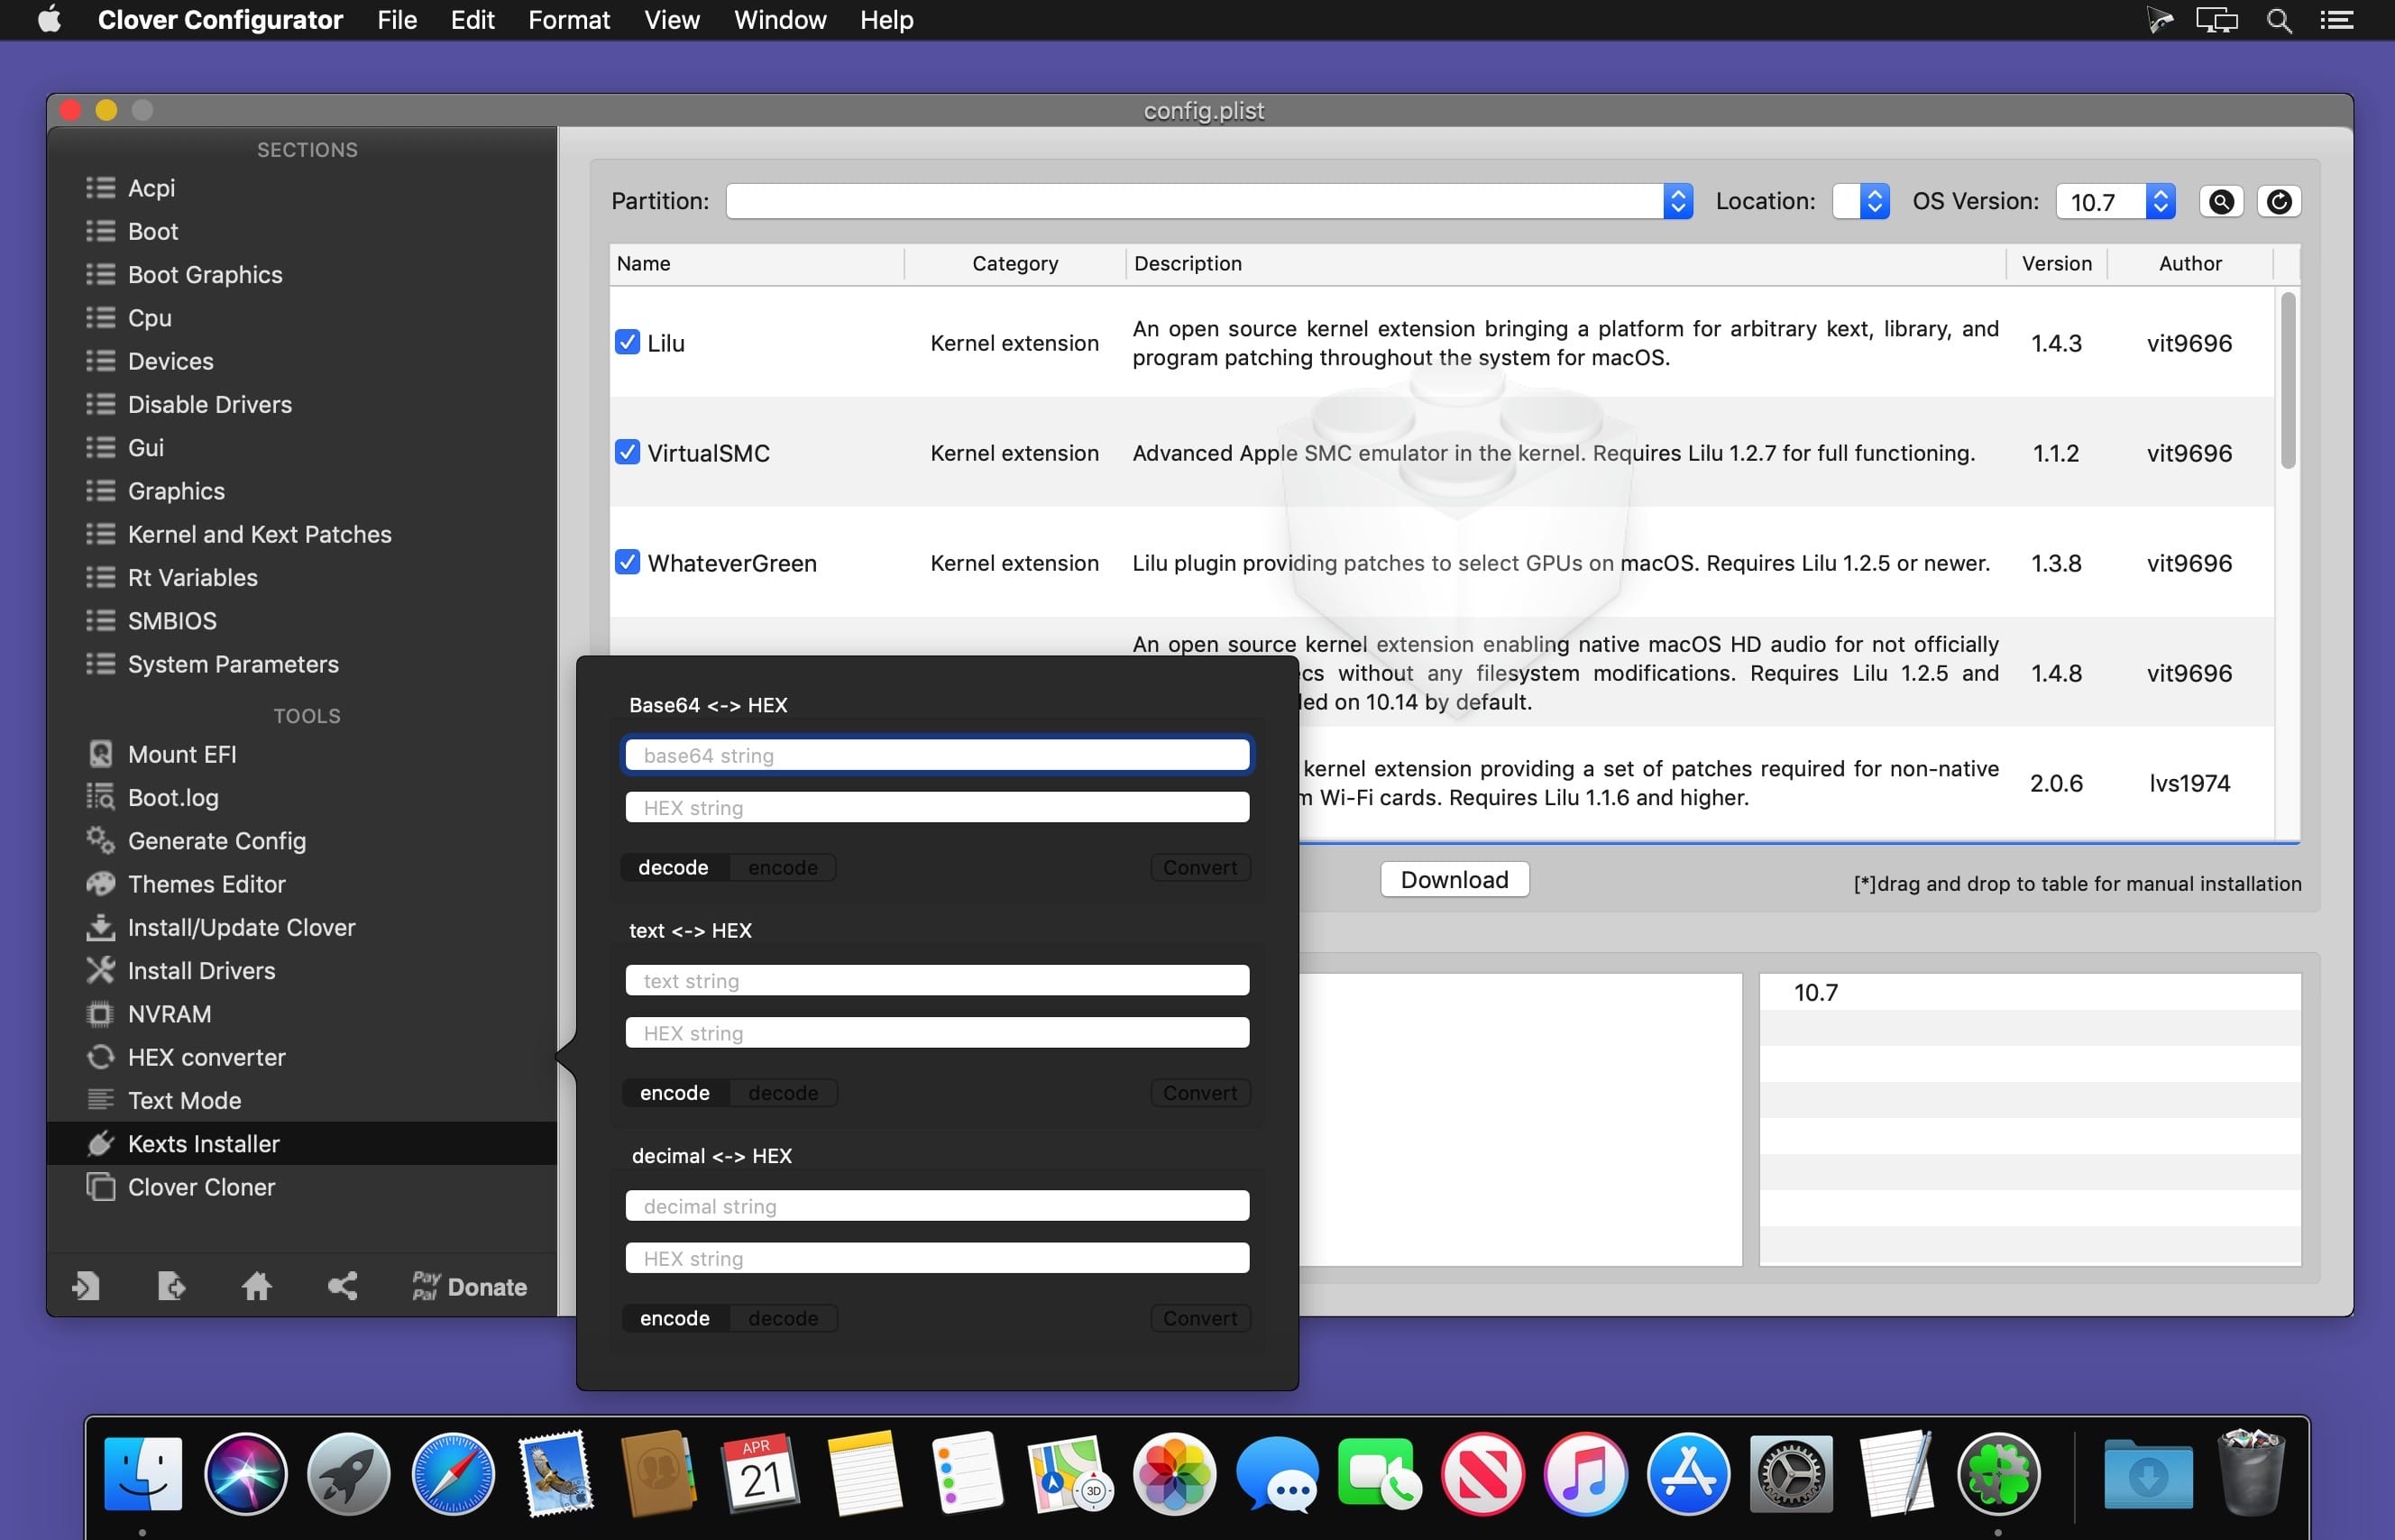 Clover Configurator File Edit Format View Window Help
config.plist
SECTIONS
Acpi
Boot
Boot Graphics
Cpu
Devices
Disable Drivers
Gui
Graphics
Kernel and Kext Patches
Rt Variables
SMBIOS
System Parameters
TOOLS
Mount EFI
Boot.log
Generate Config
Themes Editor
Install/Update Clover
Install Drivers
NVRAM
HEX converter
Text Mode
Kexts Installer
Clover Cloner
Pay
Pal
Donate
Partition: Location: OS Version: 10.7
Name Category Description Version Author
Lilu Kernel extension An open source kernel extension bringing a platform for arbitrary kext, library, and
program patching throughout the system for macOS. 1.4.3 vit9696
VirtualSMC Kernel extension Advanced Apple SMC emulator in the kernel. Requires Lilu 1.2.7 for full functioning. 1.1.2 vit9696
WhateverGreen Kernel extension Lilu plugin providing patches to select GPUs on macOS. Requires Lilu 1.2.5 or newer. 1.3.8 vit9696
An open source kernel extension enabling native macOS HD audio for not officially
without any filesystem modifications. Requires Lilu 1.2.5 and 1.4.8 vit9696
on 10.14 by default.
kernel extension providing a set of patches required for non-native
Wi-Fi cards. Requires Lilu 1.1.6 and higher. 2.0.6 lvs1974
Download
[*]drag and drop to table for manual installation
10.7
Base64 <-> HEX
base64 string
HEX string
decode encode Convert
text <-> HEX
text string
HEX string
encode decode Convert
decimal <-> HEX
decimal string
HEX string
encode decode Convert
APR
21
3D